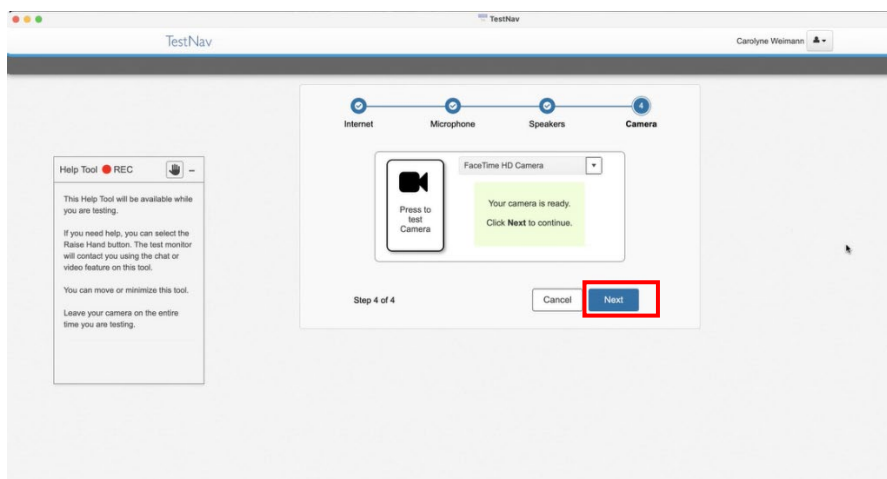 TestNav
TestNav
Carolyne Weimann
4
Internet
Microphone
Speakers
Camera
Help Tool REC
This Help Tool will be available while
you are testing.
If you need help, you can select the
Raise Hand button. The test monitor
will contact you using the chat or
video feature on this tool.
You can move or minimize this tool.
Leave your camera on the entire
time you are testing.
Press to
test
Camera
FaceTime HD Camera
Your camera is ready.
Click Next to continue.
Step 4 of 4
Cancel
Next